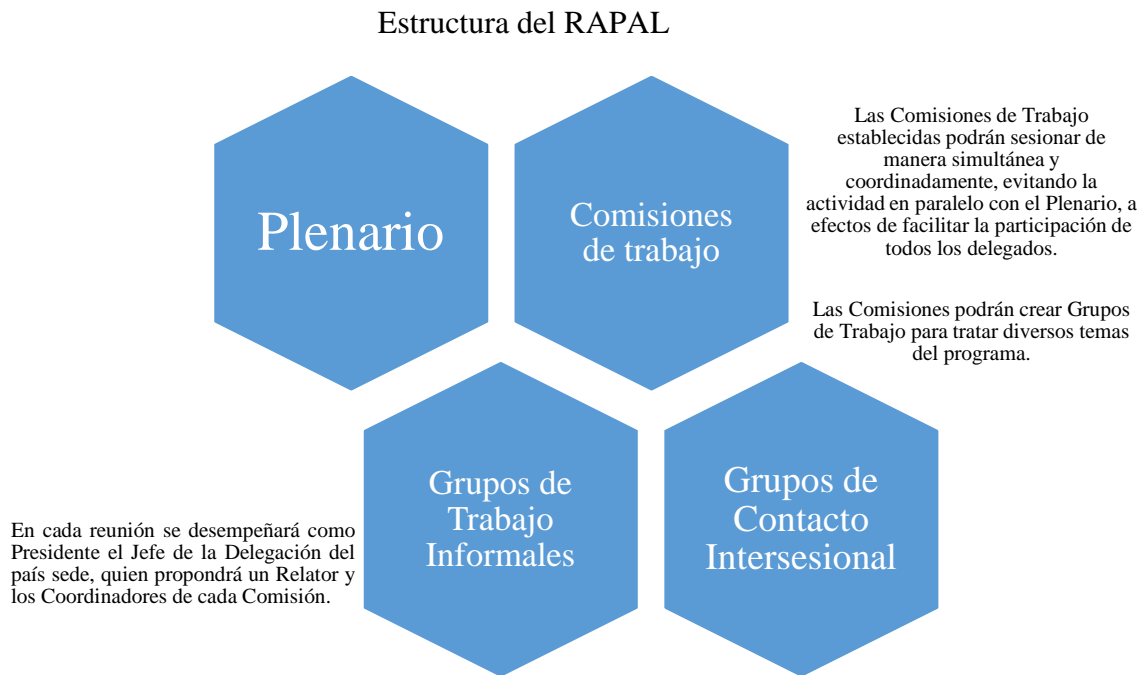 Estructura del RAPAL
Plenario
Comisiones
de trabajo
Las Comisiones de Trabajo
establecidas podrán sesionar de
manera simultánea y
coordinadamente, evitando la
actividad en paralelo con el Plenario, a
efectos de facilitar la participación de
todos los delegados.
Las Comisiones podrán crear Grupos
de Trabajo para tratar diversos temas
del programa.
Grupos de
Trabajo
Informales
Grupos de
Contacto
Intersesional
En cada reunión se desempeñará como
Presidente el Jefe de la Delegación del
país sede, quien propondrá un Relator y
los Coordinadores de cada Comisión.